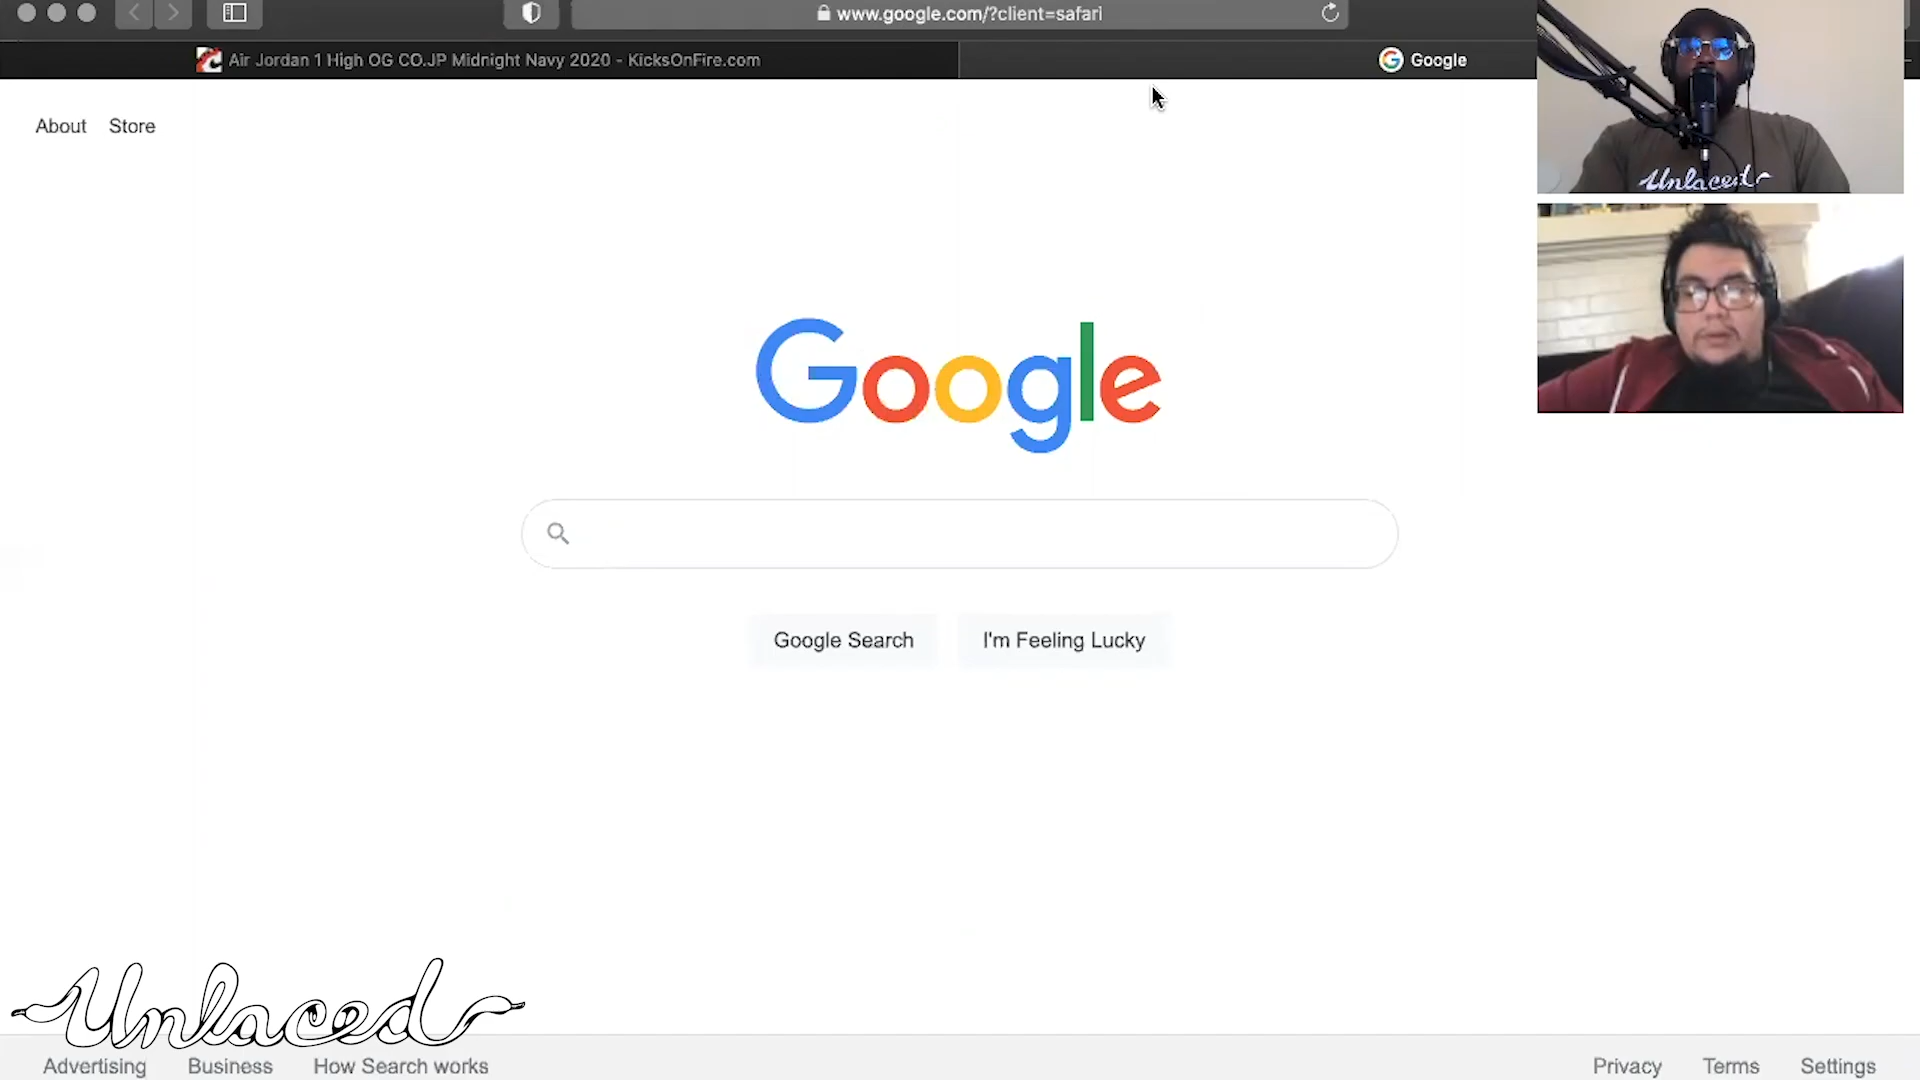 www.google.com/?client=safari
Air Jordan 1 High OG CO.JP Midnight Navy 2020 - KicksOnFire.com
Google
About Store
Unlaced
Google
Google Search
I'm Feeling Lucky
Unlaced
Advertising Business How Search works
Privacy Terms Settings